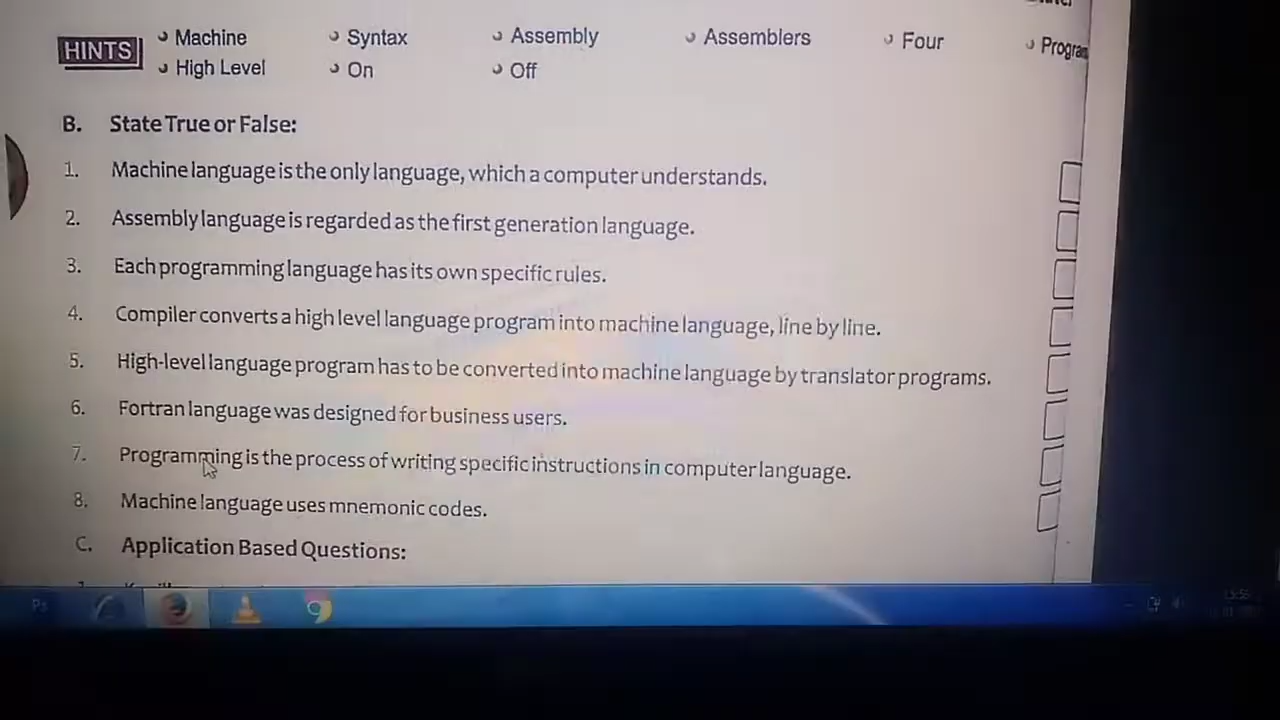 HINTS
Machine Syntax Assembly Assemblers Four
High Level On Off
B. State True or False:
1. Machine language is the only language, which a computer understands.
2. Assembly language is regarded as the first generation language.
3. Each programming language has its own specific rules.
4. Compiler converts a high level language program into machine language, line by line.
5. High-level language program has to be converted into machine language by translator programs.
6. Fortran language was designed for business users.
7. Programming is the process of writing specific instructions in computer language.
8. Machine language uses mnemonic codes.
C. Application Based Questions:
Ps